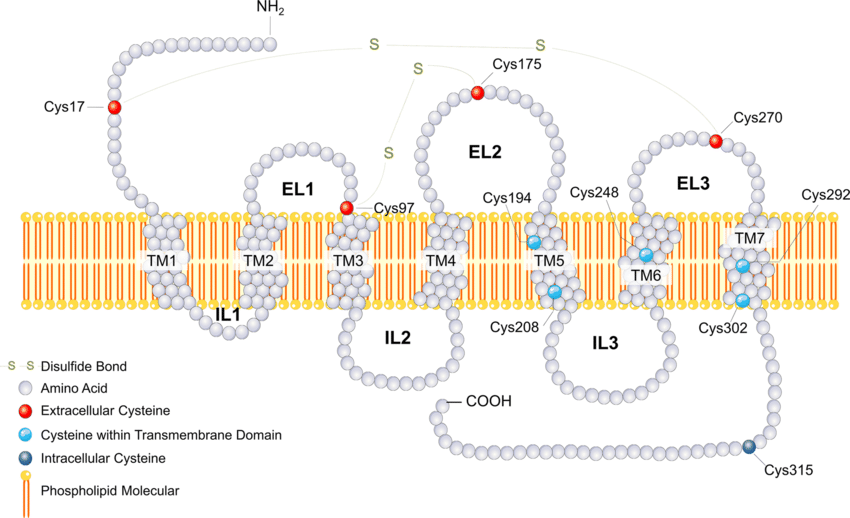 NH2
S
S
Cys17
S
Cys175
Cys270
EL2
S
EL1
EL3
Cys97
Cys194
Cys248
Cys292
TM1
TM2
TM3
TM4
TM5
TM6
TM7
IL1
IL2
Cys208
IL3
Cys302
S S Disulfide Bond
Amino Acid
Extracellular Cysteine
Cysteine within Transmembrane Domain
Intracellular Cysteine
Phospholipid Molecular
COOH
Cys315